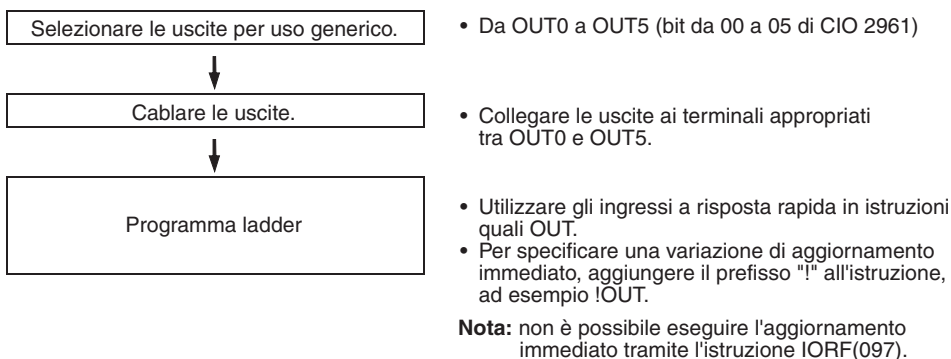 Selezionare le uscite per uso generico.
• Da OUT0 a OUT5 (bit da 00 a 05 di CIO 2961)
Cablare le uscite.
• Collegare le uscite ai terminali appropriati
tra OUT0 e OUT5.
Programma ladder
• Utilizzare gli ingressi a risposta rapida in istruzioni
quali OUT.
• Per specificare una variazione di aggiornamento
immediato, aggiungere il prefisso "!" all'istruzione,
ad esempio !OUT.
Nota: non è possibile eseguire l'aggiornamento
immediato tramite l'istruzione IORF(097).